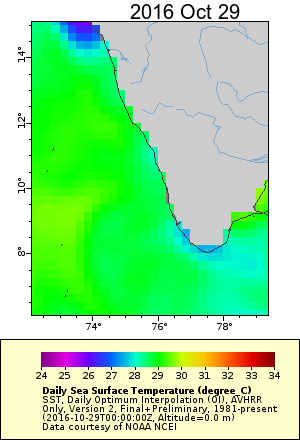 2016 Oct 29
14°
12°
10°
8°
74°
76°
78°
24 25 26 27 28 29 30 31 32 33 34
Daily Sea Surface Temperature (degree_C)
SST, Daily Optimum Interpolation (OI), AVHRR
Only, Version 2, Final+Preliminary, 1981-present
(2016-10-29T00:00:00Z, Altitude=0.0 m)
Data courtesy of NOAA NCEI